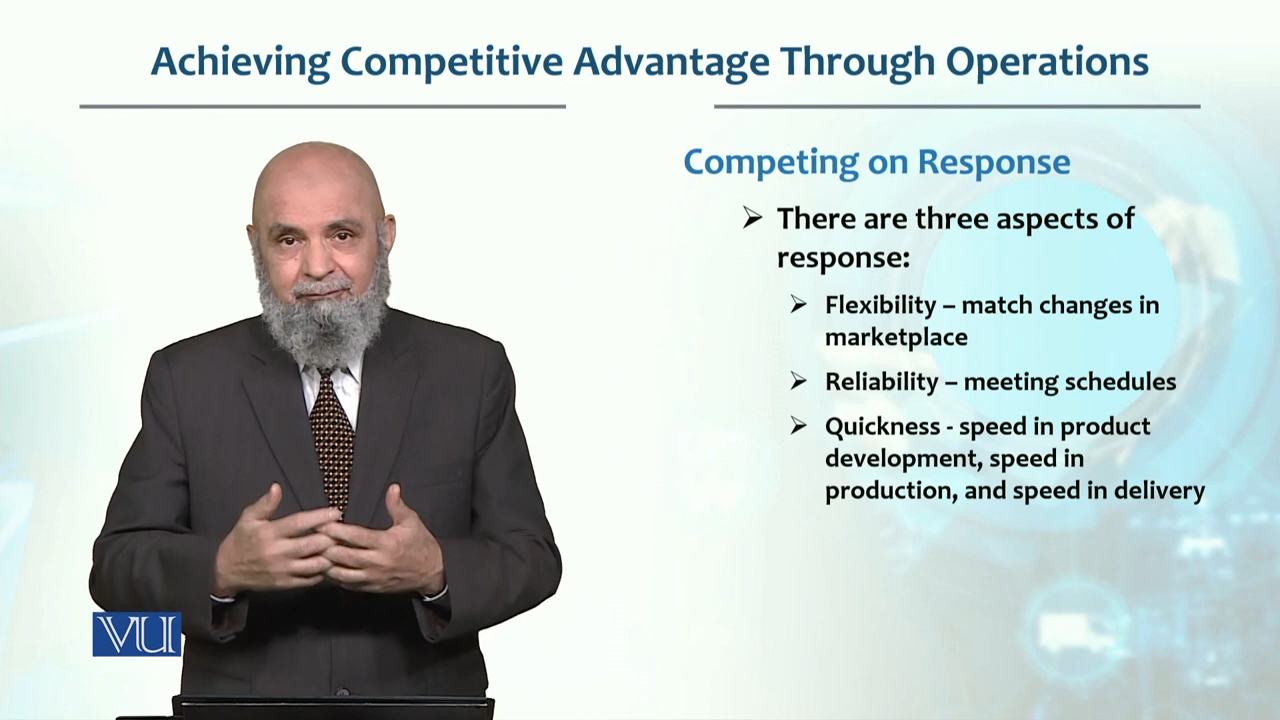 Achieving Competitive Advantage Through Operations
Competing on Response
➢ There are three aspects of
response:
➢ Flexibility – match changes in
marketplace
➢ Reliability – meeting schedules
➢ Quickness - speed in product
development, speed in
production, and speed in delivery
VU